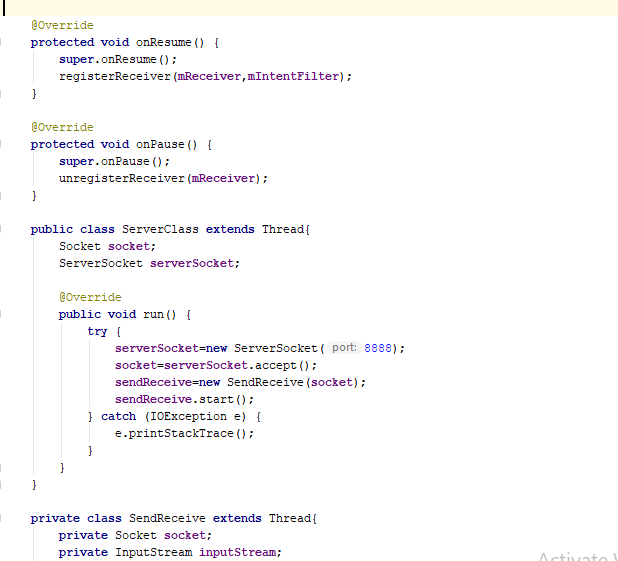 @Override
protected void onResume() {
super.onResume();
registerReceiver(mReceiver,mIntentFilter);
}
@Override
protected void onPause() {
super.onPause();
unregisterReceiver(mReceiver);
}
public class ServerClass extends Thread{
Socket socket;
ServerSocket serverSocket;
@Override
public void run() {
try {
serverSocket=new ServerSocket( port: 8888);
socket=serverSocket.accept();
sendReceive=new SendReceive(socket);
sendReceive.start();
} catch (IOException e) {
e.printStackTrace();
}
}
}
private class SendReceive extends Thread{
private Socket socket;
private InputStream inputStream;
Activate